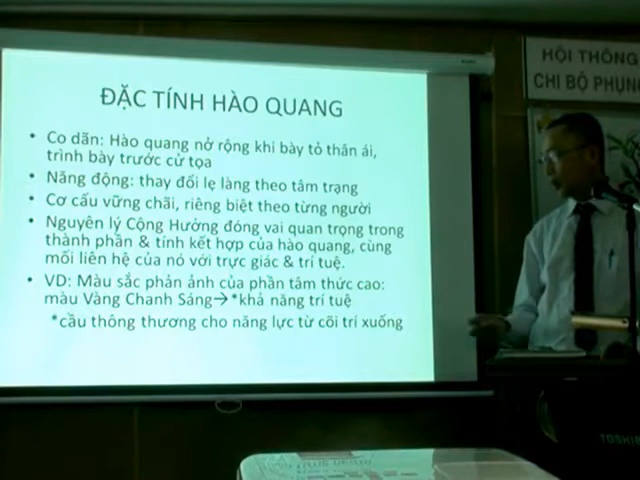 ĐẶC TÍNH HÀO QUANG
• Co dãn: Hào quang nở rộng khi bày tỏ thân ái,
trình bày trước cử tọa
• Năng động: thay đổi lẹ làng theo tâm trạng
• Cơ cấu vững chãi, riêng biệt theo từng người
• Nguyên lý Cộng Hưởng đóng vai quan trọng trong
thành phần & tính kết hợp của hào quang, cùng
mối liên hệ của nó với trực giác & trí tuệ.
• VD: Màu sắc phản ảnh của phần tâm thức cao:
màu Vàng Chanh Sáng→*khả năng trí tuệ
*cầu thông thương cho năng lực từ cõi trí xuống
HỘI THÔNG
CHI BỘ PHỤNG
TOSHIB